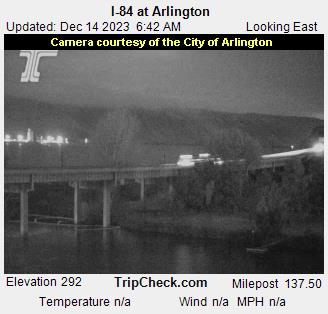 I-84 at Arlington
Updated: Dec 14 2023 6:42 AM Looking East
Camera courtesy of the City of Arlington
Elevation 292 TripCheck.com Milepost 137.50
Temperature n/a Wind n/a MPH n/a